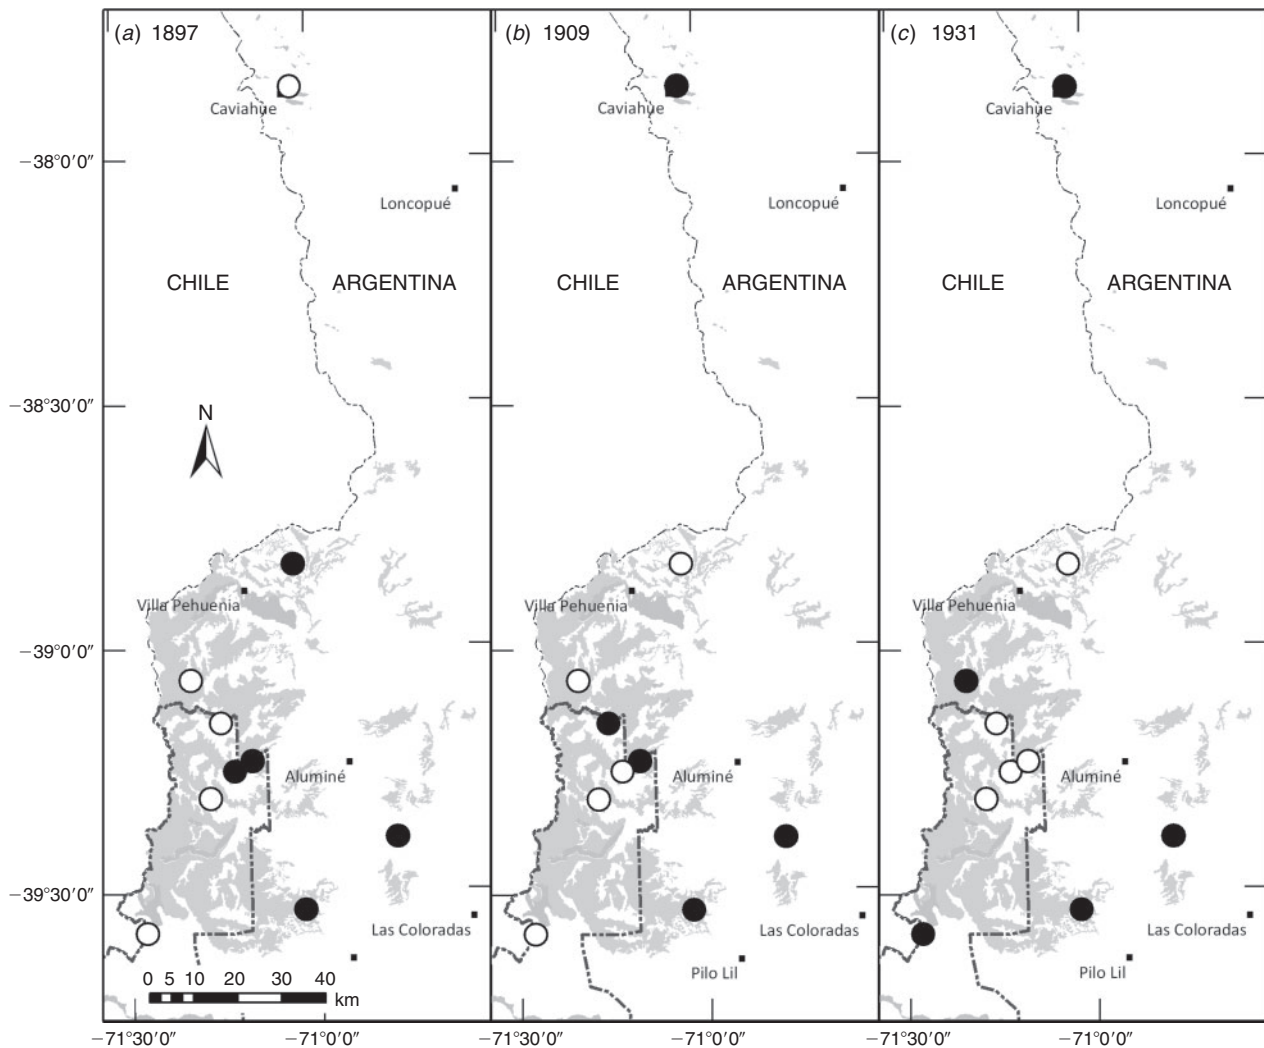 (a) 1897
(b) 1909
(c) 1931
Caviahue
Caviahue
Caviahue
−38°0′0″
Loncopué
Loncopué
Loncopué
CHILE
ARGENTINA
CHILE
ARGENTINA
CHILE
ARGENTINA
−38°30′0″
N
Villa Pehuenia
Villa Pehuenia
Villa Pehuenia
−39°0′0″
Aluminé
Aluminé
Aluminé
−39°30′0″
Las Coloradas
Las Coloradas
Las Coloradas
Pilo Lil
Pilo Lil
0 5 10 20 30 40
km
−71°30′0″
−71°0′0″
−71°30′0″
−71°0′0″
−71°30′0″
−71°0′0″